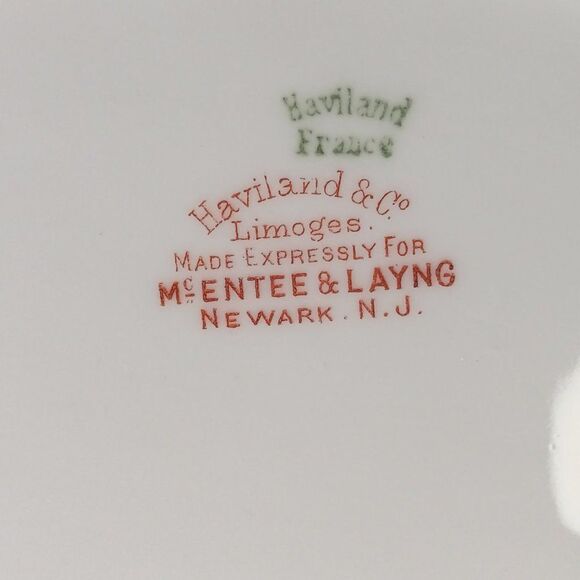 Haviland
France
Haviland & Co
Limoges.
MADE EXPRESSLY FOR
McENTEE & LAYNG
NEWARK. N.J.